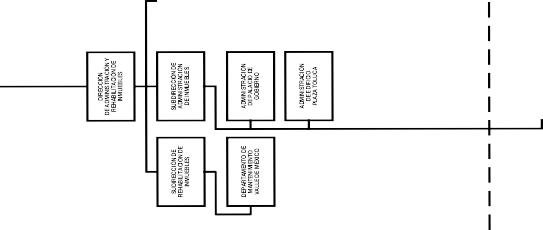 DIRECCIÓN
DE ADMINISTRACIÓN Y
REHABILITACIÓN DE
INMUEBLES
SUBDIRECCIÓN DE
ADMINISTRACIÓN
DE INMUEBLES
ADMINISTRACIÓN
DE PALACIO DE
GOBIERNO
ADMINISTRACIÓN
DE EDIFICIO
PLAZA TOLUCA
SUDIRECCIÓN DE
REHABILITACIÓN DE
INMUEBLES
DEPARTAMENTO DE
MANTENIMIENTO
VALLE DE MÉXICO